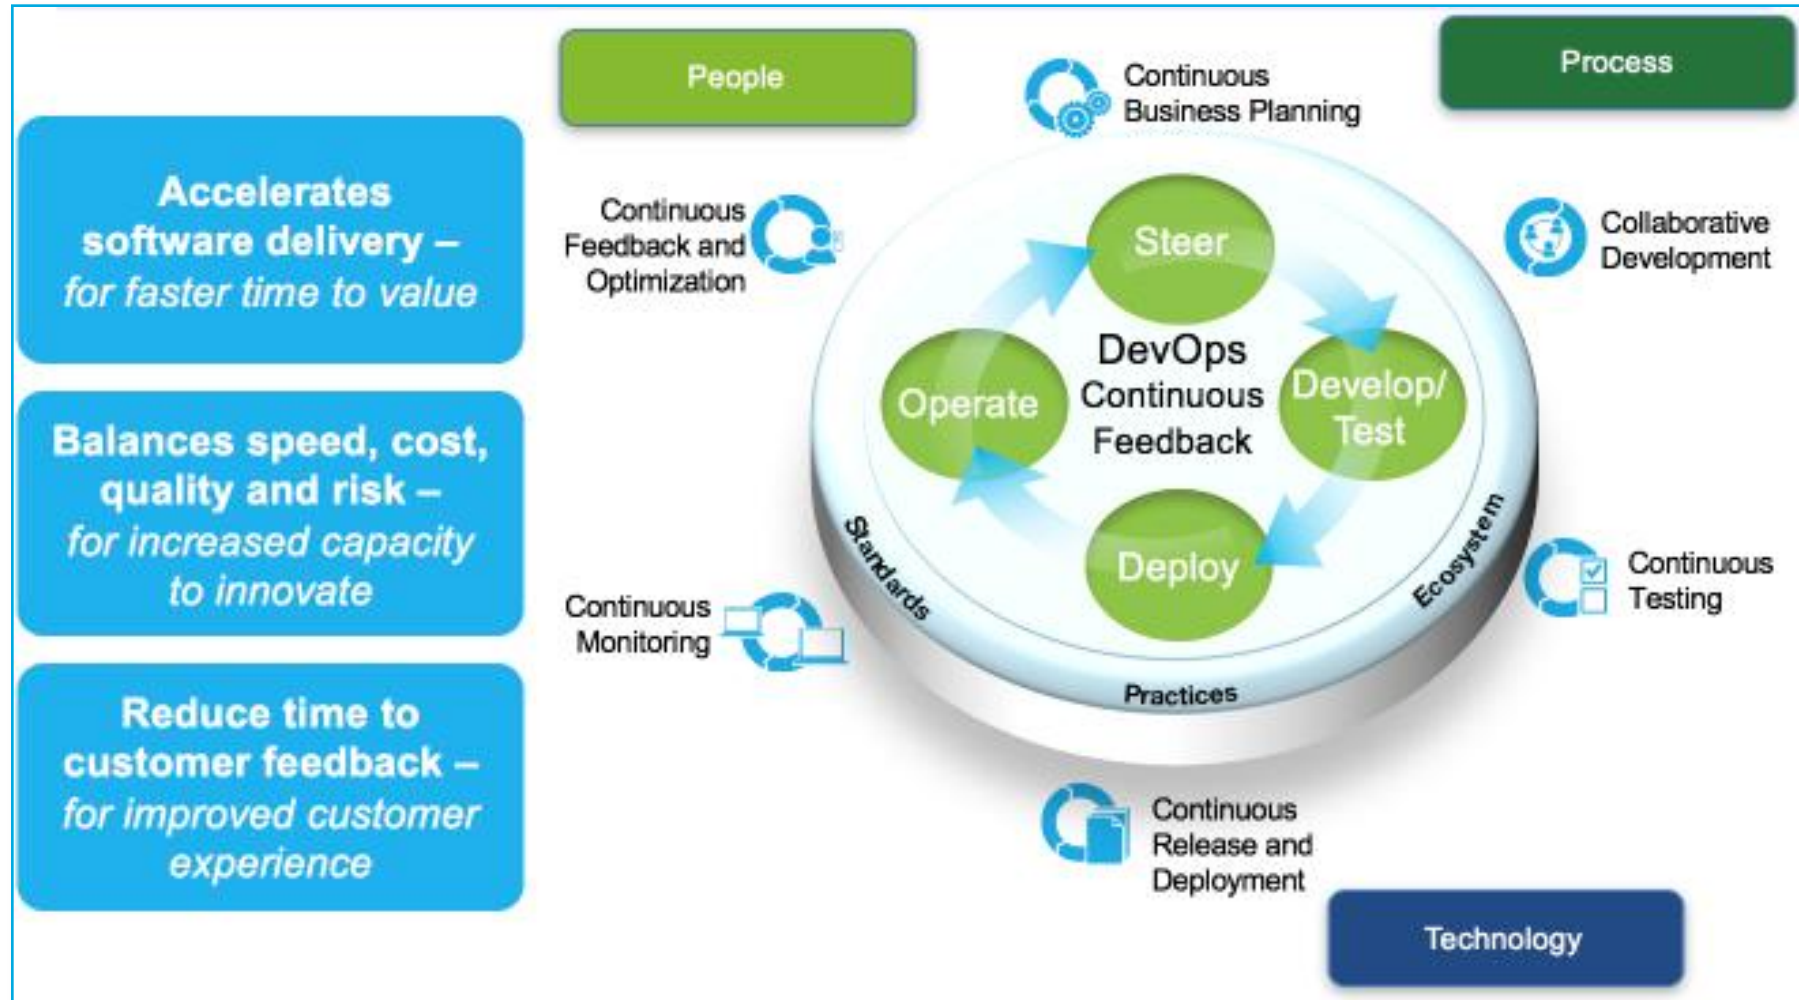 People
Process
Accelerates
software delivery –
for faster time to value
Balances speed, cost,
quality and risk –
for increased capacity
to innovate
Reduce time to
customer feedback –
for improved customer
experience
Continuous
Business Planning
Collaborative
Development
Continuous
Testing
Continuous
Release and
Deployment
Continuous
Monitoring
Continuous
Feedback and
Optimization
Steer
Develop/
Test
Deploy
Operate
DevOps
Continuous
Feedback
Standards
Practices
Ecosystem
Technology